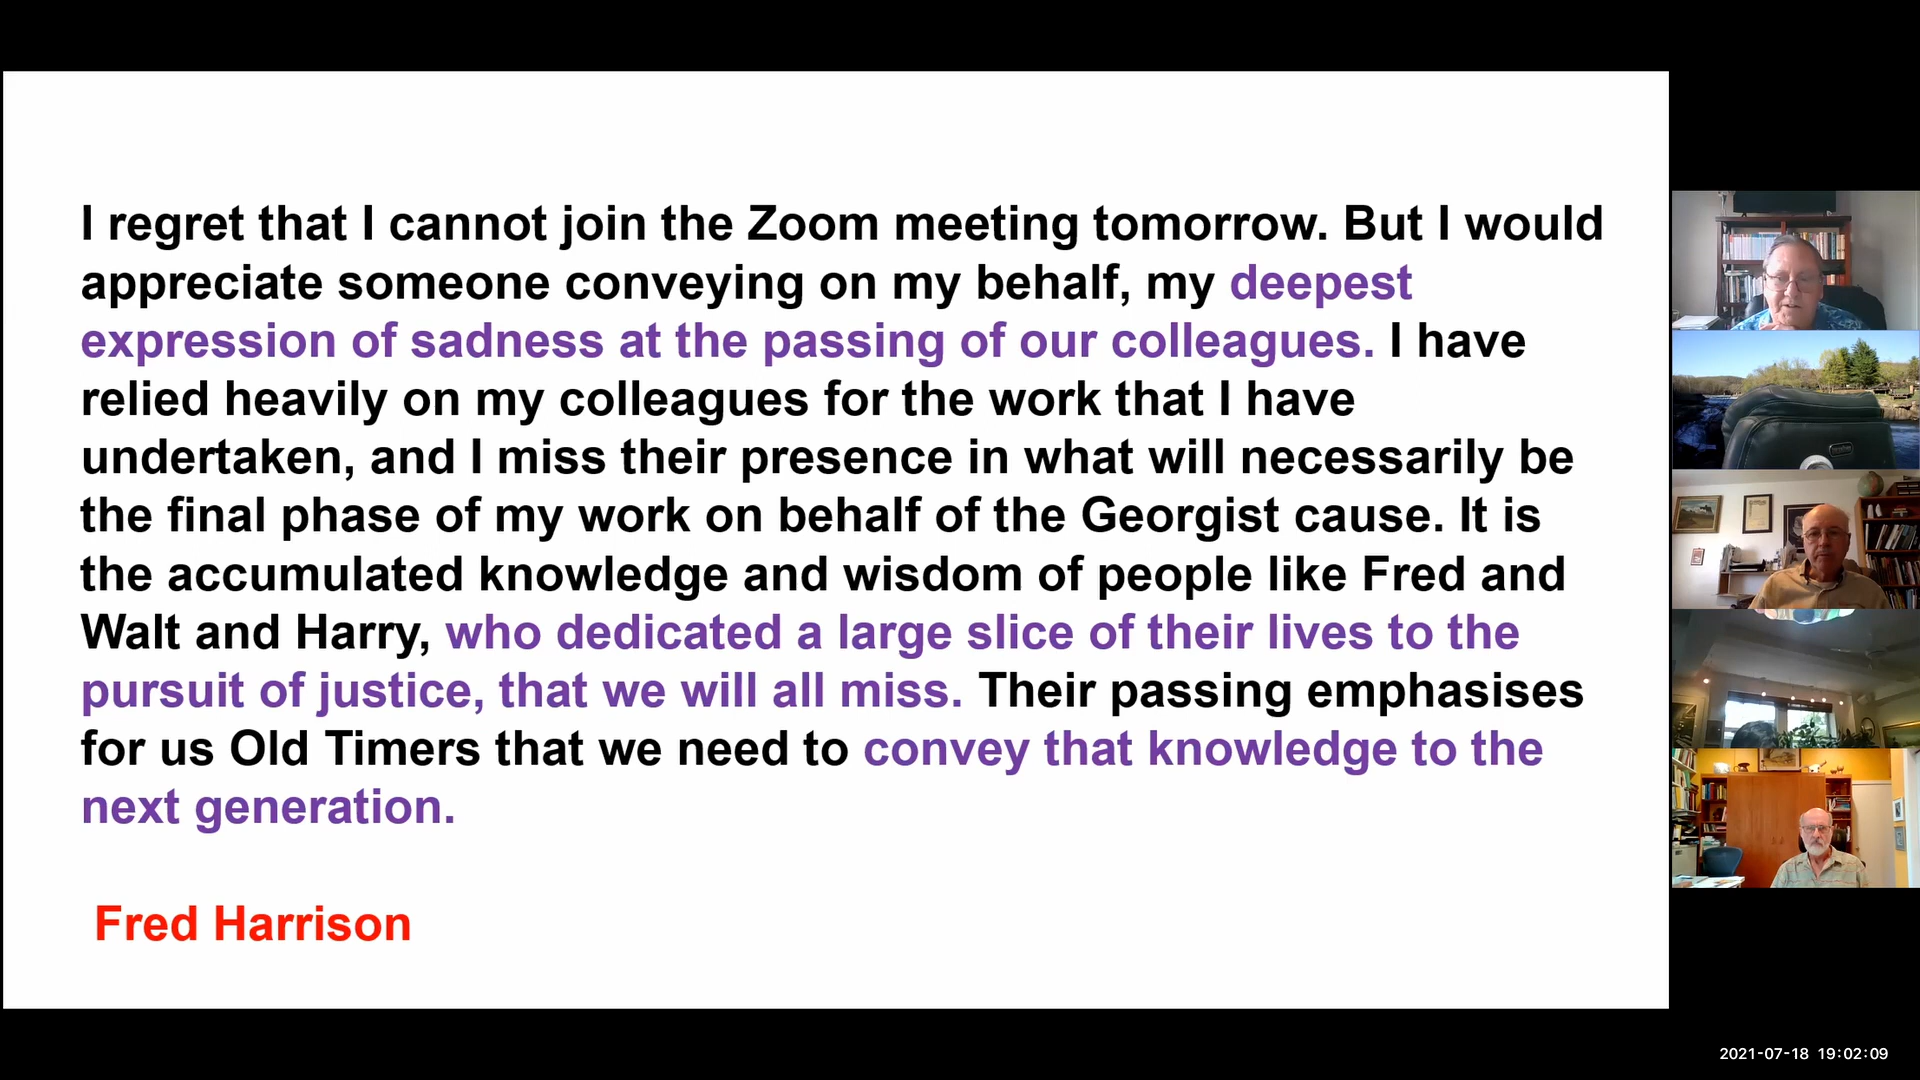 I regret that I cannot join the Zoom meeting tomorrow. But I would
appreciate someone conveying on my behalf, my deepest
expression of sadness at the passing of our colleagues. I have
relied heavily on my colleagues for the work that I have
undertaken, and I miss their presence in what will necessarily be
the final phase of my work on behalf of the Georgist cause. It is
the accumulated knowledge and wisdom of people like Fred and
Walt and Harry, who dedicated a large slice of their lives to the
pursuit of justice, that we will all miss. Their passing emphasises
for us Old Timers that we need to convey that knowledge to the
next generation.
Fred Harrison
2021-07-18 19:02:09